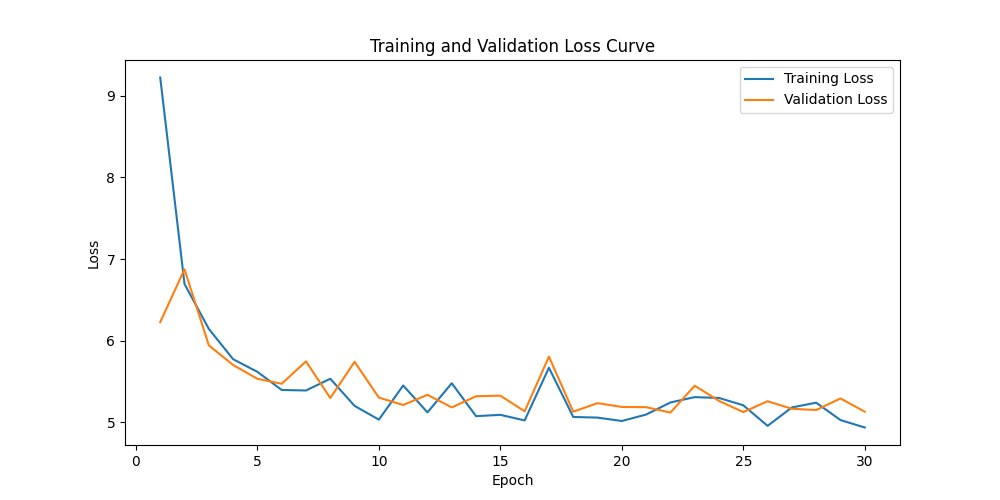 Training and Validation Loss Curve
Training Loss
Validation Loss
9
8
7
6
5
Loss
0 5 10 15 20 25 30
Epoch